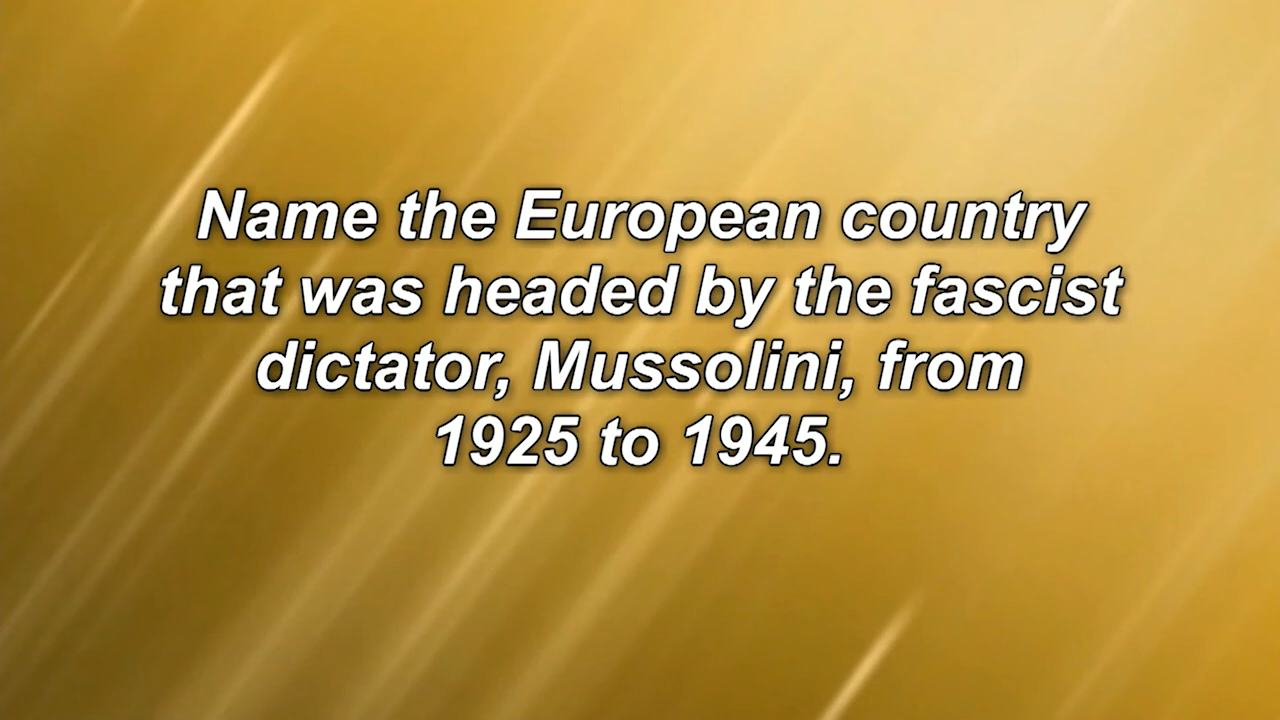 Name the European country
that was headed by the fascist
dictator, Mussolini, from
1925 to 1945.